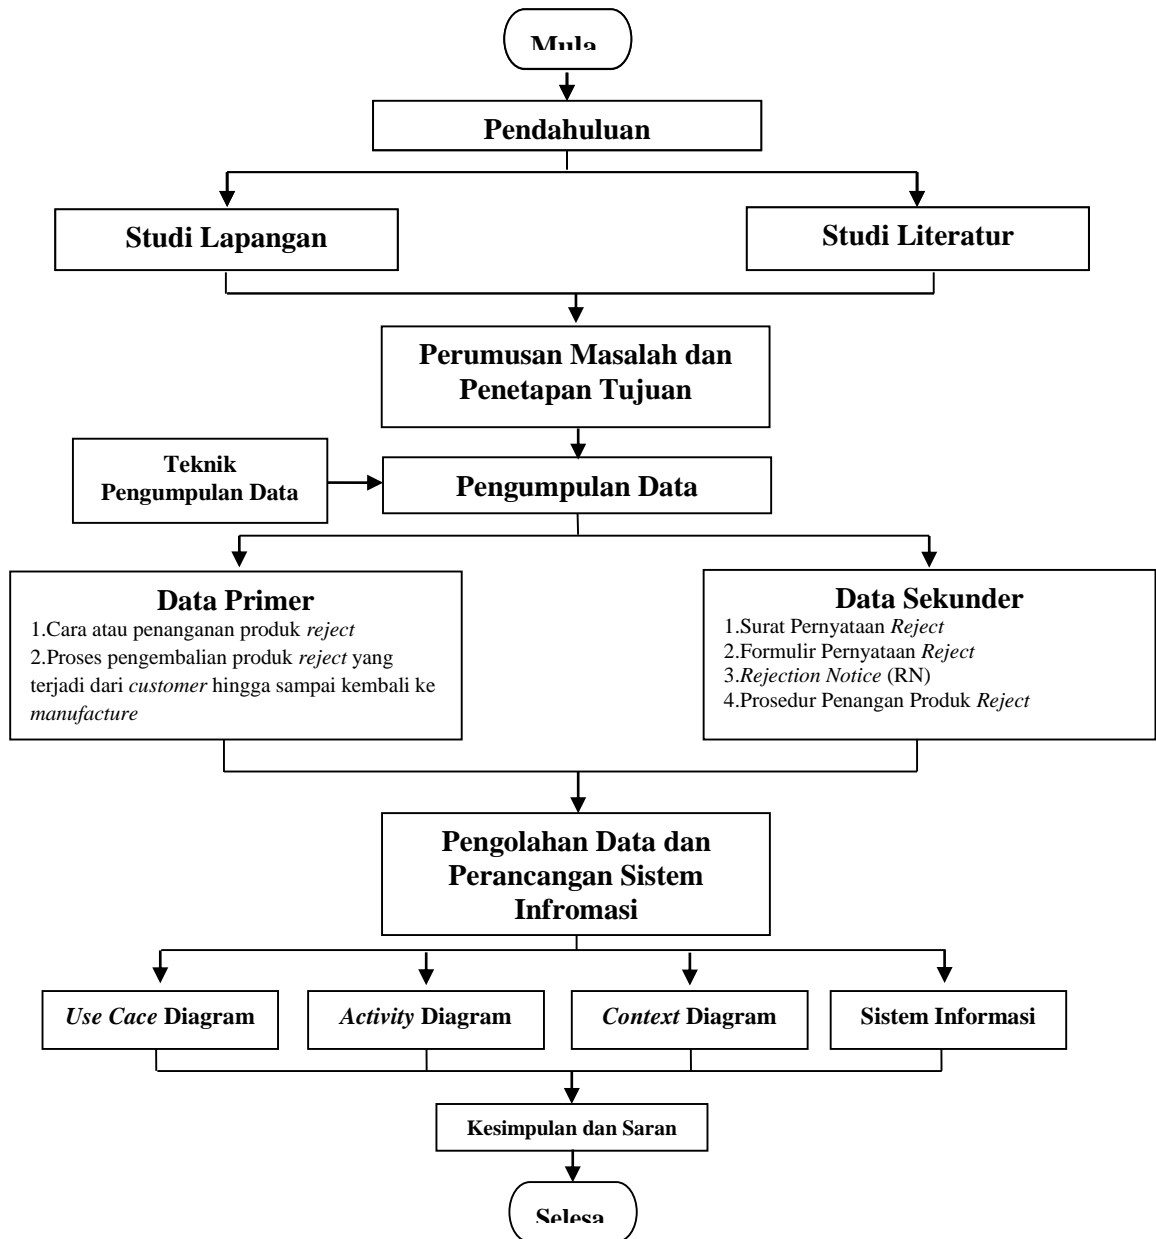 Mula
Pendahuluan
Studi Lapangan
Studi Literatur
Perumusan Masalah dan
Penetapan Tujuan
Teknik
Pengumpulan Data
Pengumpulan Data
Data Primer
1.Cara atau penanganan produk reject
2.Proses pengembalian produk reject yang
terjadi dari customer hingga sampai kembali ke
manufacture
Data Sekunder
1.Surat Pernyataan Reject
2.Formulir Pernyataan Reject
3.Rejection Notice (RN)
4.Prosedur Penangan Produk Reject
Pengolahan Data dan
Perancangan Sistem
Infromasi
Use Cace Diagram
Activity Diagram
Context Diagram
Sistem Informasi
Kesimpulan dan Saran
Selesa